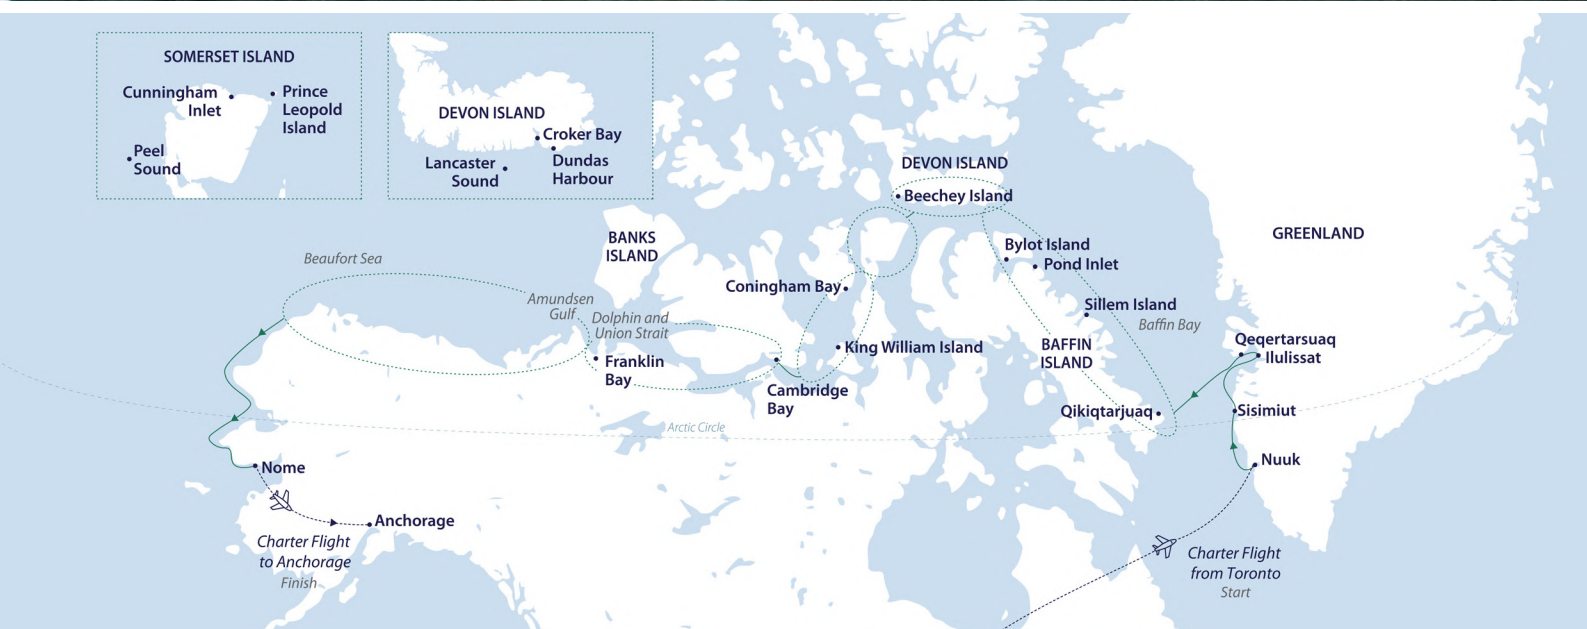 SOMERSET ISLAND
Cunningham
Inlet
Prince
Leopold
Island
Peel
Sound
DEVON ISLAND
Croker Bay
Lancaster
Sound
Dundas
Harbour
DEVON ISLAND
Beechey Island
BANKS
ISLAND
GREENLAND
Beaufort Sea
Bylot Island
Pond Inlet
Coningham Bay
Amundsen
Gulf
Dolphin and
Union Strait
Sillem Island
Baffin Bay
Qeqertarsuaq
Ilulissat
King William Island
BAFFIN
ISLAND
Franklin
Bay
Cambridge
Bay
Qikiqtarjuaq
Sisimiut
Arctic Circle
Nome
Nuuk
Anchorage
Charter Flight
to Anchorage
Finish
Charter Flight
from Toronto
Start